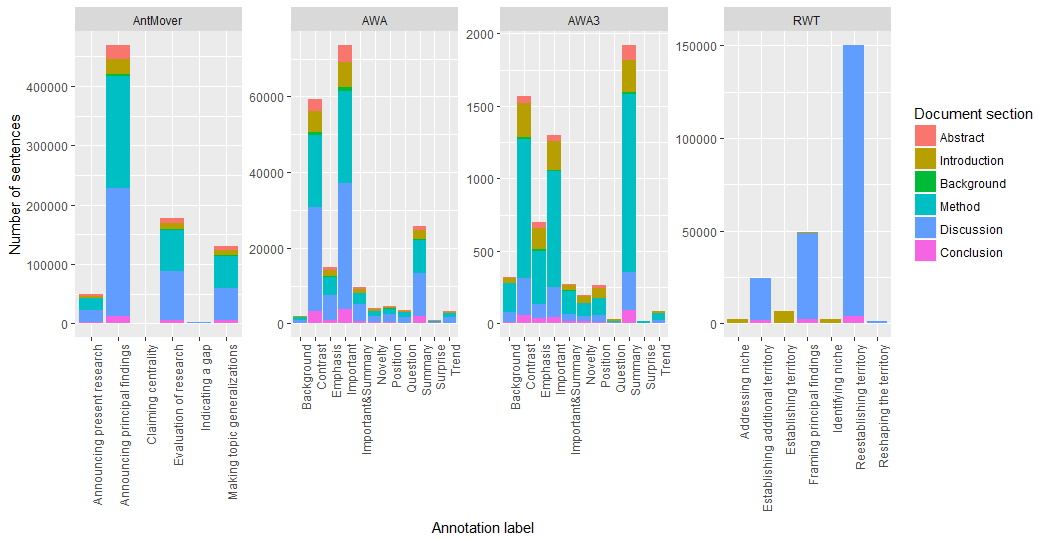 AntMover
AWA
AWA3
RWT
Number of sentences
400000
300000
200000
100000
0
60000
40000
20000
0
2000
1500
1000
500
0
150000
100000
50000
0
Announcing present research
Announcing principal findings
Claiming centrality
Evaluation of research
Indicating a gap
Making topic generalizations
Background
Contrast
Emphasis
Important
Important&Summary
Novelty
Position
Question
Summary
Surprise
Trend
Background
Contrast
Emphasis
Important
Important&Summary
Novelty
Position
Question
Summary
Surprise
Trend
Addressing niche
Establishing additional territory
Establishing territory
Framing principal findings
Identifying niche
Reestablishing territory
Reshaping the territory
Annotation label
Document section
Abstract
Introduction
Background
Method
Discussion
Conclusion